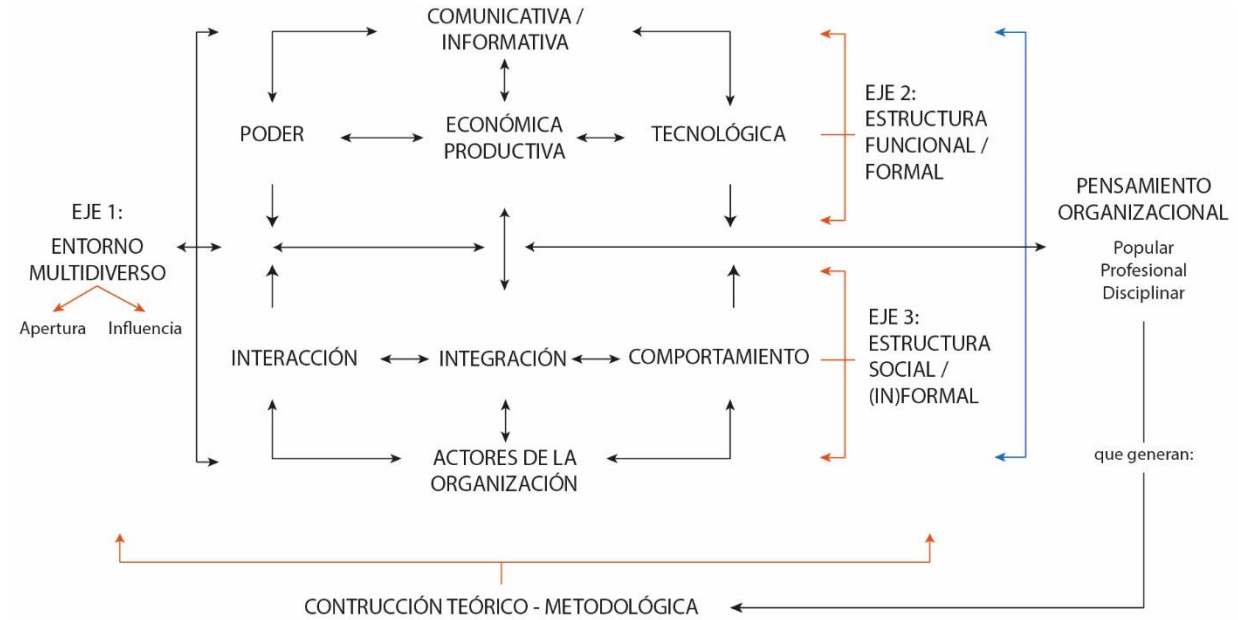 COMUNICATIVA /
INFORMATIVA
PODER
ECONÓMICA
PRODUCTIVA
TECNOLÓGICA
EJE 2:
ESTRUCTURA
FUNCIONAL /
FORMAL
EJE 1:
ENTORNO
MULTIDIVERSO
Apertura
Influencia
PENSAMIENTO
ORGANIZACIONAL
Popular
Profesional
Disciplinar
INTERACCIÓN
INTEGRACIÓN
COMPORTAMIENTO
EJE 3:
ESTRUCTURA
SOCIAL /
(IN)FORMAL
ACTORES DE LA
ORGANIZACIÓN
que generan:
CONTRUCCIÓN TEÓRICO - METODOLÓGICA